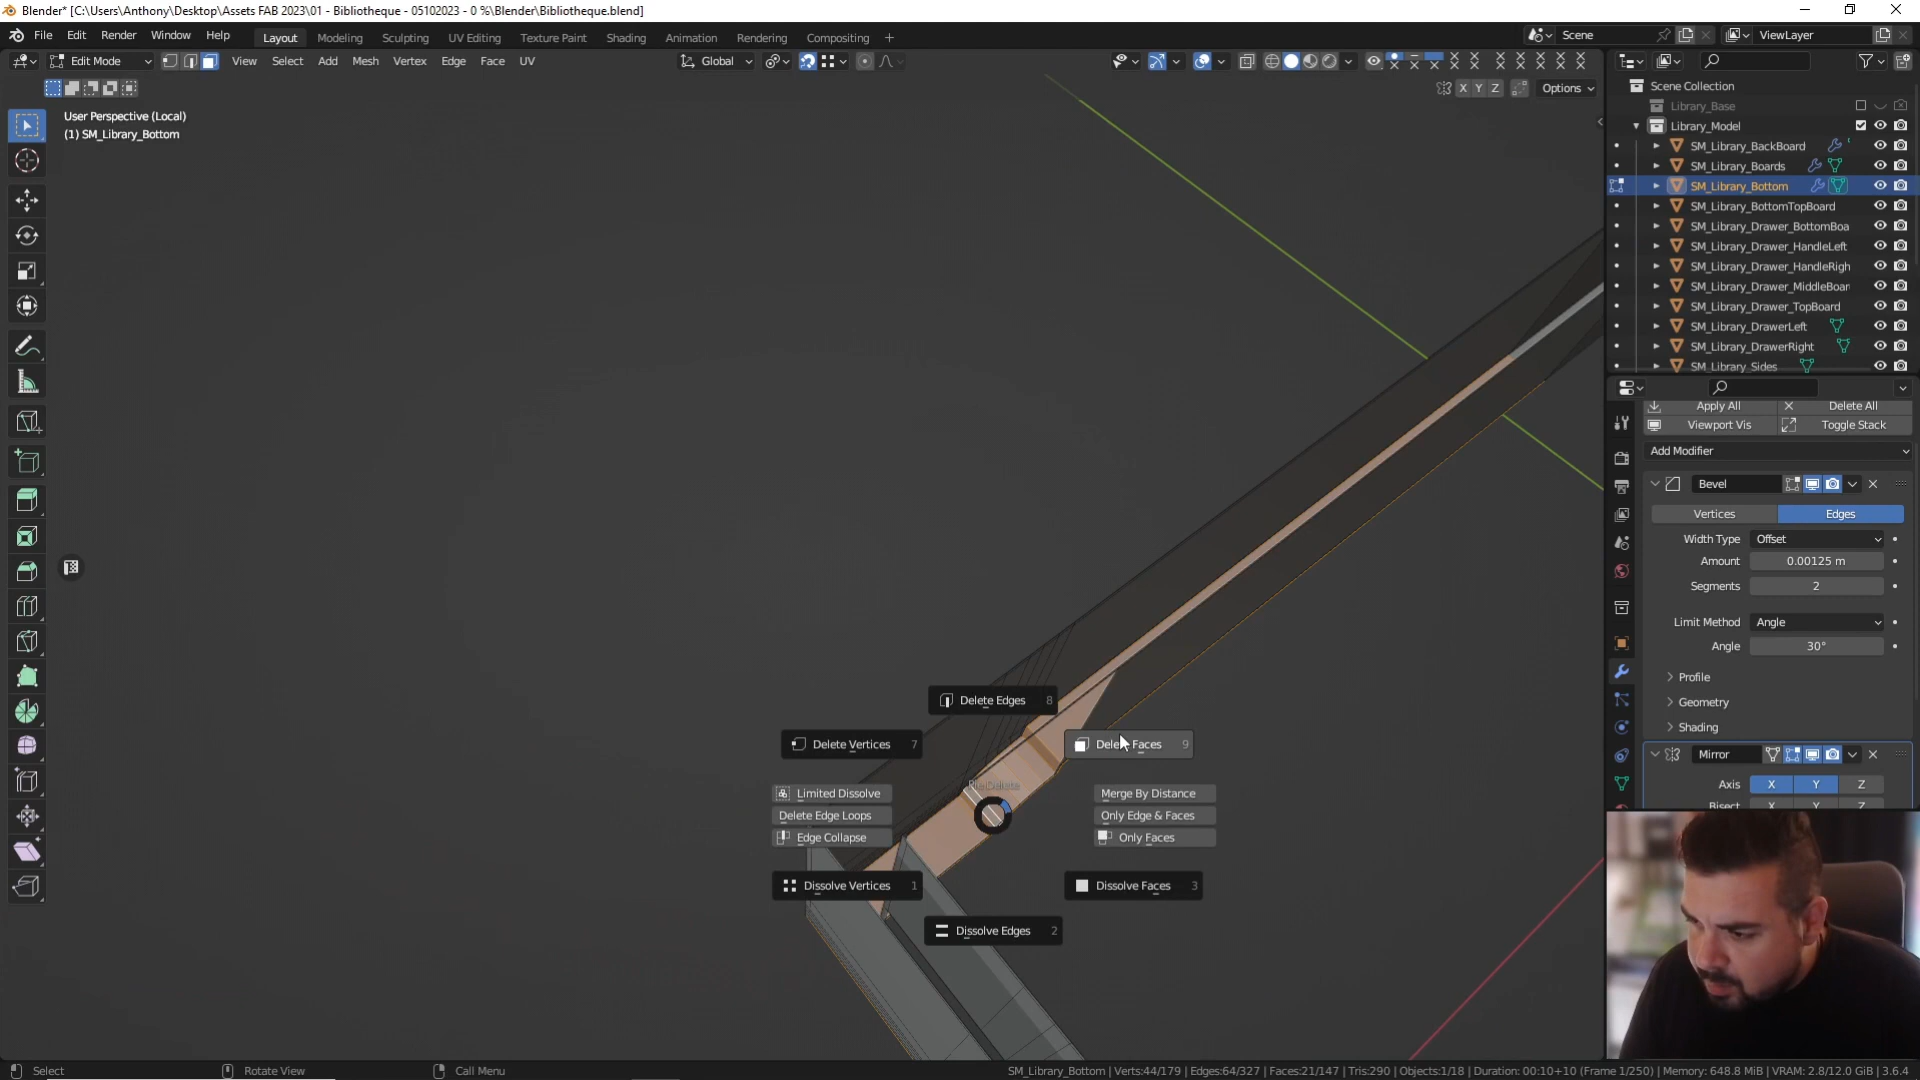 Blender* [C:\Users\Anthony\Desktop\Assets FAB 2023\01 - Bibliotheque - 05102023 - 0 %\Blender\Bibliotheque.blend]
File Edit Render Window Help Layout Modeling Sculpting UV Editing Texture Paint Shading Animation Rendering Compositing + Scene ViewLayer
Edit Mode View Select Add Mesh Vertex Edge Face UV Global
X Y Z Options
User Perspective (Local)
(1) SM_Library_Bottom
Scene Collection
Library_Base
Library_Model
SM_Library_BackBoard
SM_Library_Boards
SM_Library_Bottom
SM_Library_BottomTopBoard
SM_Library_Drawer_BottomBoa
SM_Library_Drawer_HandleLeft
SM_Library_Drawer_HandleRigh
SM_Library_Drawer_MiddleBoar
SM_Library_Drawer_TopBoard
SM_Library_DrawerLeft
SM_Library_DrawerRight
SM_Library_Sides
Apply All Delete All
Viewport Vis Toggle Stack
Add Modifier
Bevel
Vertices Edges
Width Type Offset
Amount 0.00125 m
Segments 2
Limit Method Angle
Angle 30°
Profile
Geometry
Shading
Mirror
Axis X Y Z
Bisect X Y Z
Delete Edges 8
Delete Vertices 7
Delete Faces 9
Pie Delete
Limited Dissolve
Merge By Distance
Delete Edge Loops
Only Edge & Faces
Edge Collapse
Only Faces
Dissolve Vertices 1
Dissolve Faces 3
Dissolve Edges 2
Select Rotate View Call Menu
SM_Library_Bottom | Verts:44/179 | Edges:64/327 | Faces:21/147 | Tris:290 | Objects:1/18 | Duration: 00:10+10 (Frame 1/250) | Memory: 648.8 MiB | VRAM: 2.8/12.0 GiB | 3.6.4